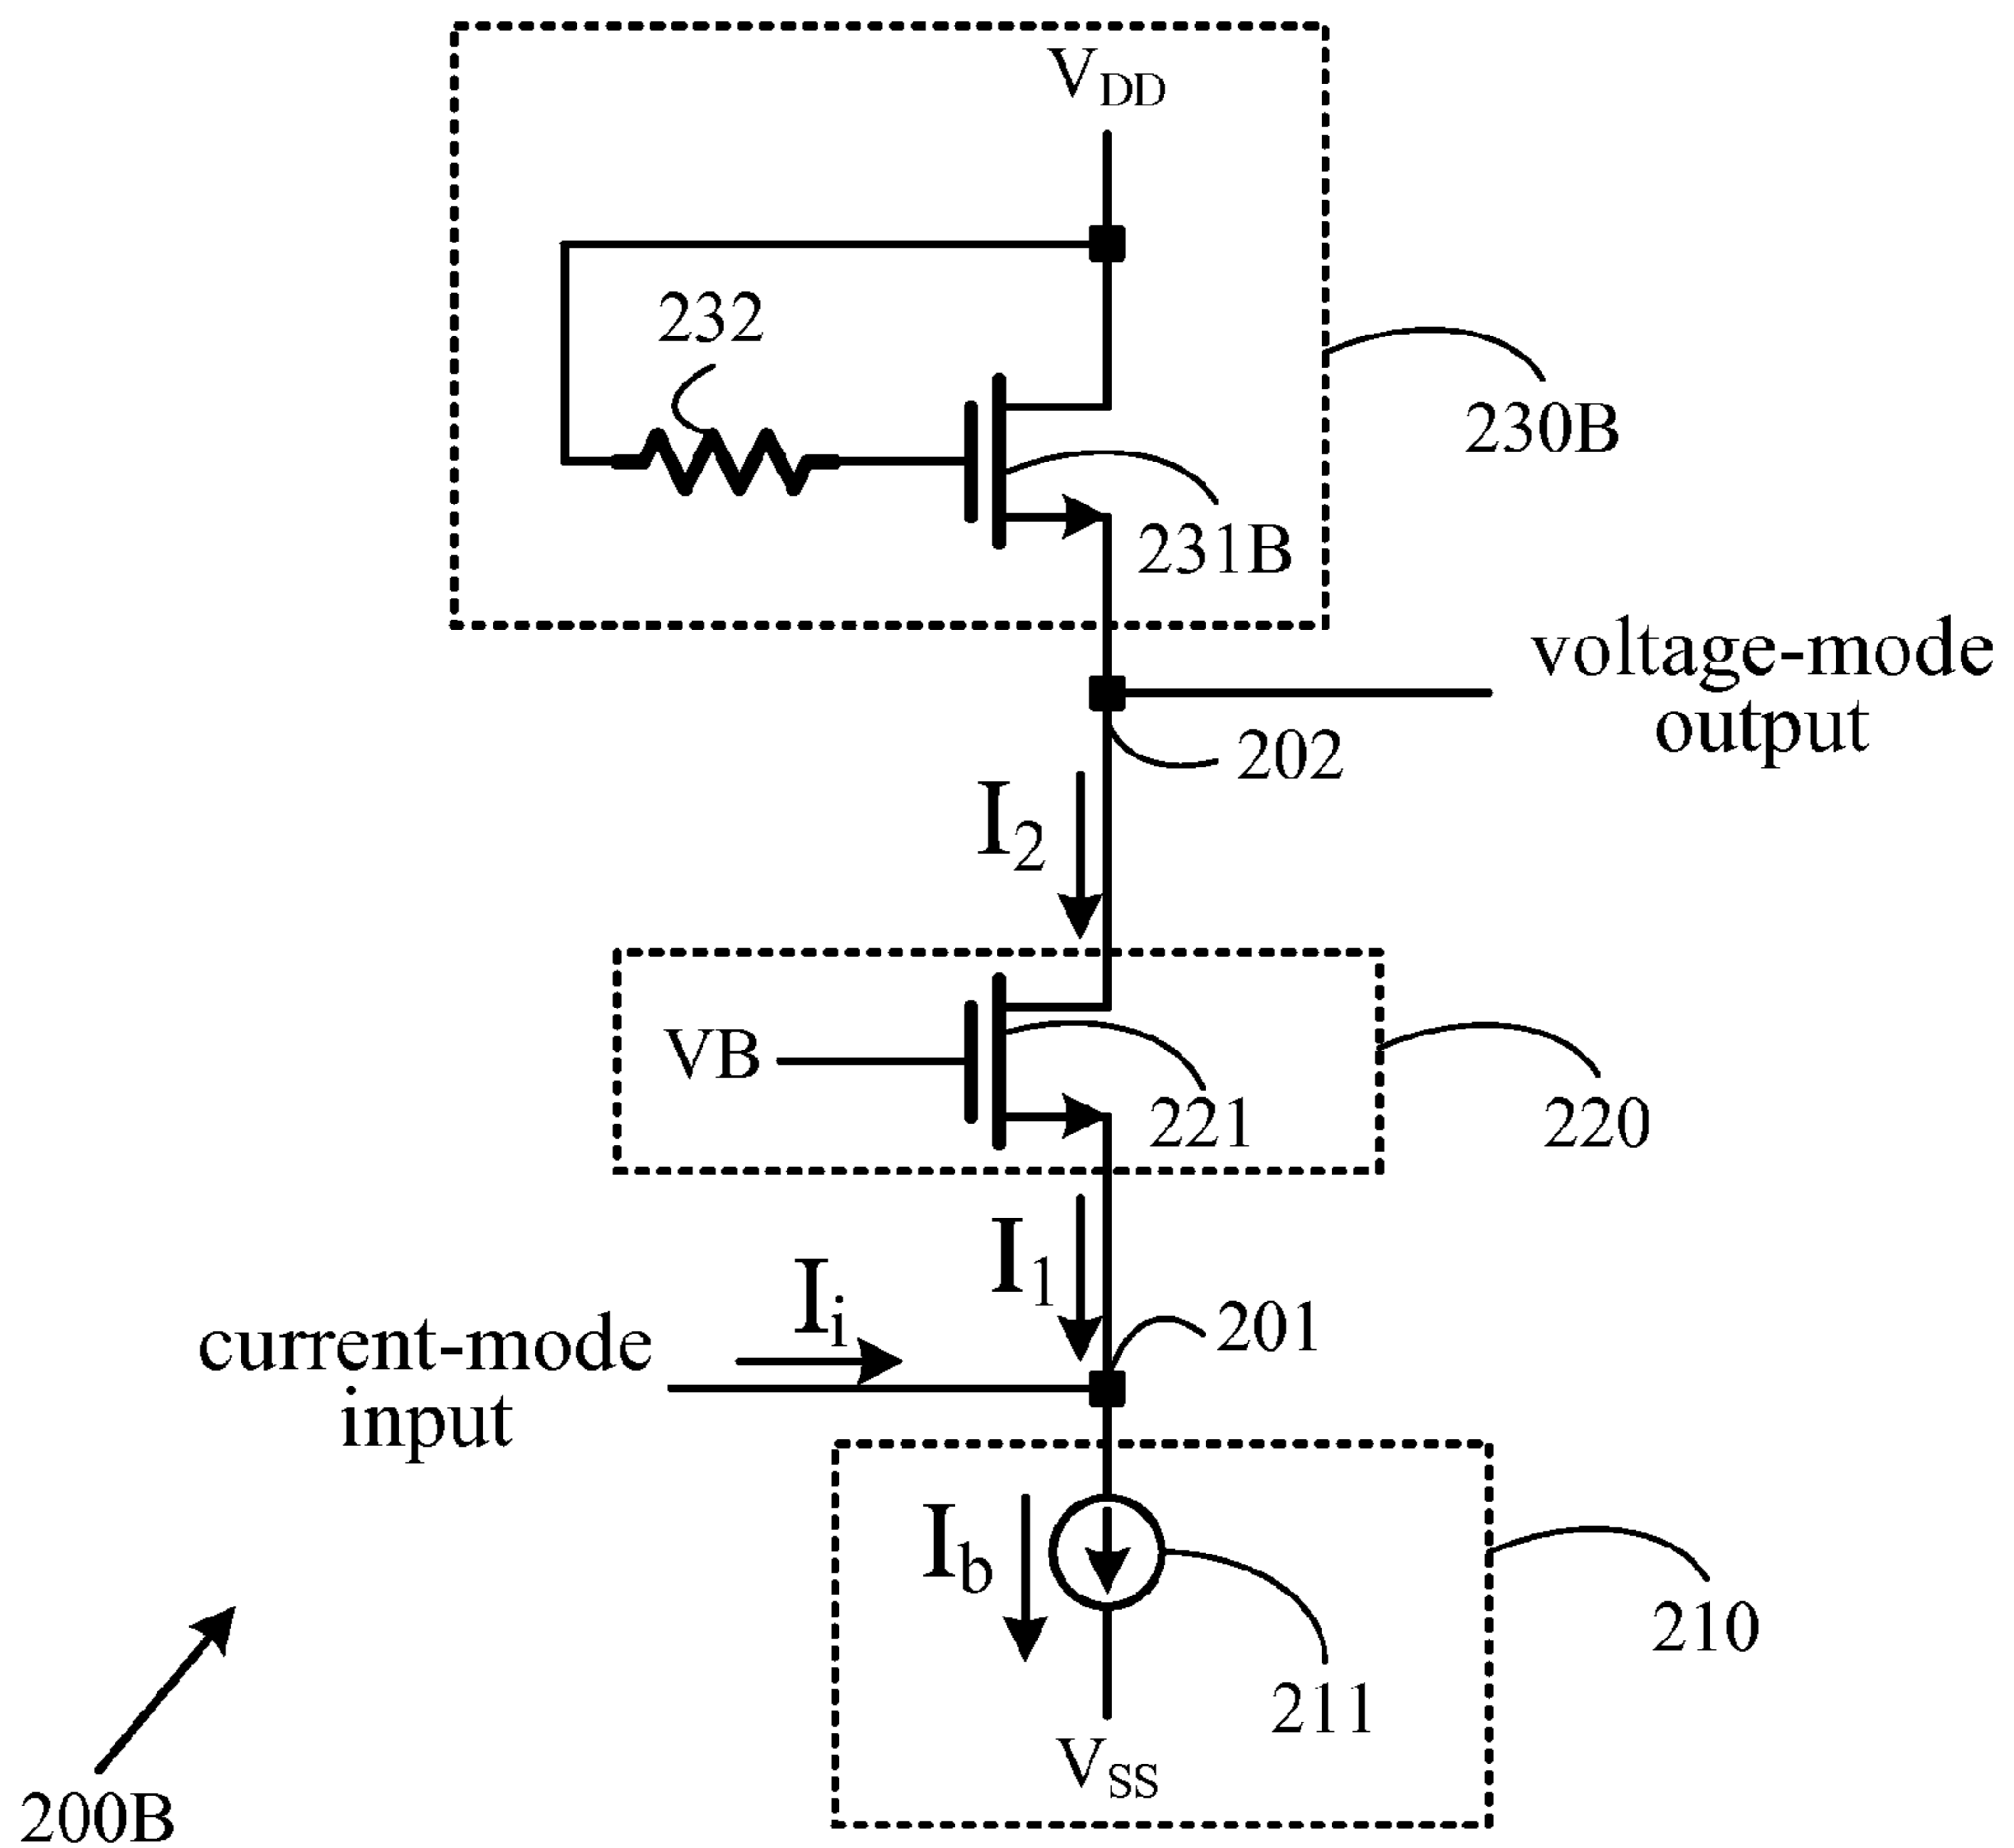 VDD
232
230B
231B
voltage-mode
output
202
I2
VB
221
220
I1
Ii
201
current-mode
input
Ib
210
211
VSS
200B